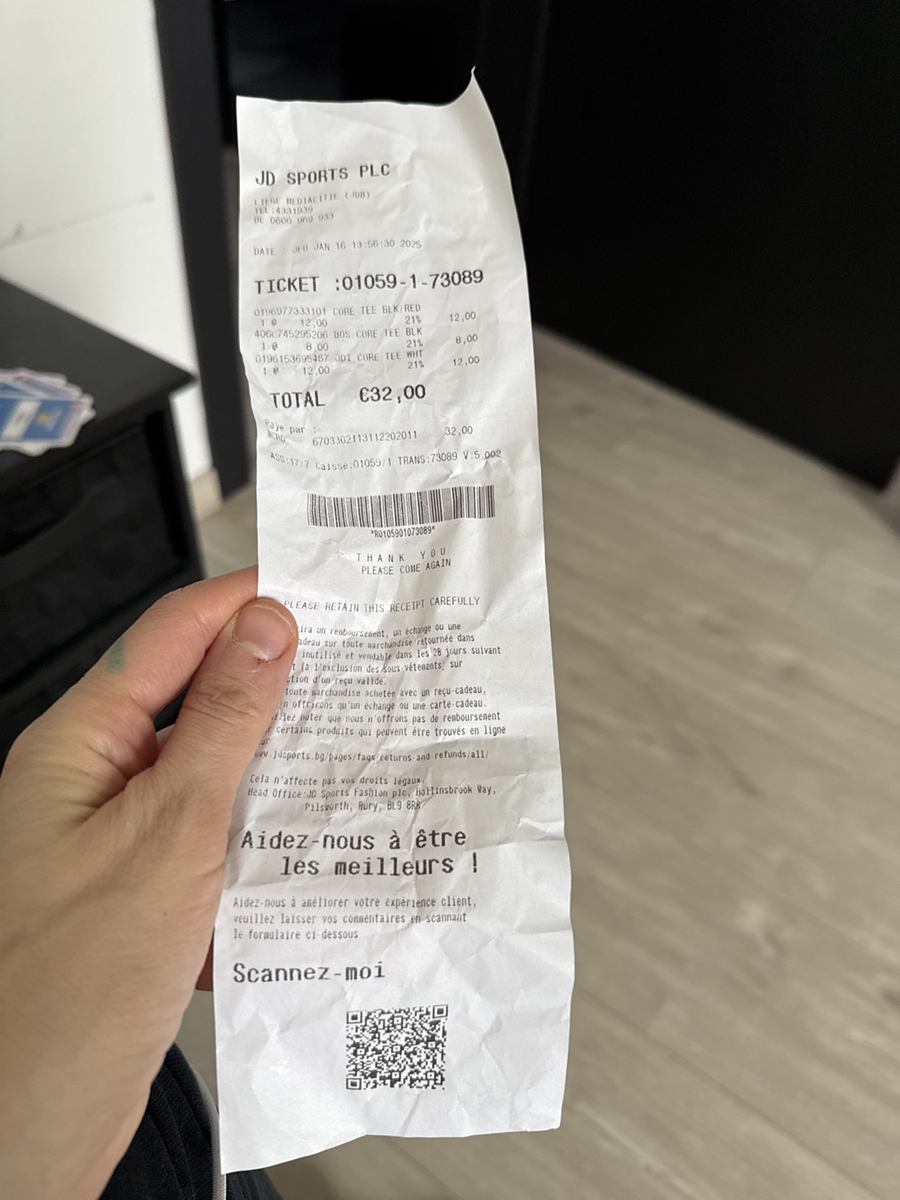 JD SPORTS PLC
LIEGE MEDIACITIE (JDB)
TEL:4331939
BE 0600 969 933
DATE : JEU JAN 16 13:56:30 2025
TICKET :01059-1-73089
0196977333101 CORE TEE BLK/RED
1 @ 12,00 21% 12,00
BOS CORE TEE BLK
1 @ 8,00 21% 8,00
0196153695467 JDI CORE TEE WHT
1 @ 12,00 21% 12,00
TOTAL €32,00
Paye par :-
6703302113112202011 32,00
ASS:17:7 Caisse:01059/1 TRANS:73089 V:5.002
*R0105901073089*
THANK YOU
PLEASE COME AGAIN
PLEASE RETAIN THIS RECEIPT CAREFULLY
un remboursement, un échange ou une
sur toute marchandise retournée dans
inutilisé et vendable dans les 28 jours suivant
(à l'exclusion des sous-vêtements) sur
d'un reçu valide.
toute marchandise achetée avec un reçu-cadeau,
n'offrirons qu'un échange ou une carte-cadeau.
noter que nous n'offrons pas de remboursement
certains produits qui peuvent être trouvés en ligne
www.jdsports.bg/pages/faqs-returns-and-refunds/all/
Cela n'affecte pas vos droits légaux.
Head Office:JD Sports Fashion plc, Hollinsbrook Way,
Pilsworth, Bury, BL9 8RR
Aidez-nous à être
les meilleurs !
Aidez-nous à améliorer votre expérience client,
veuillez laisser vos commentaires en scannant
le formulaire ci-dessous
Scannez-moi